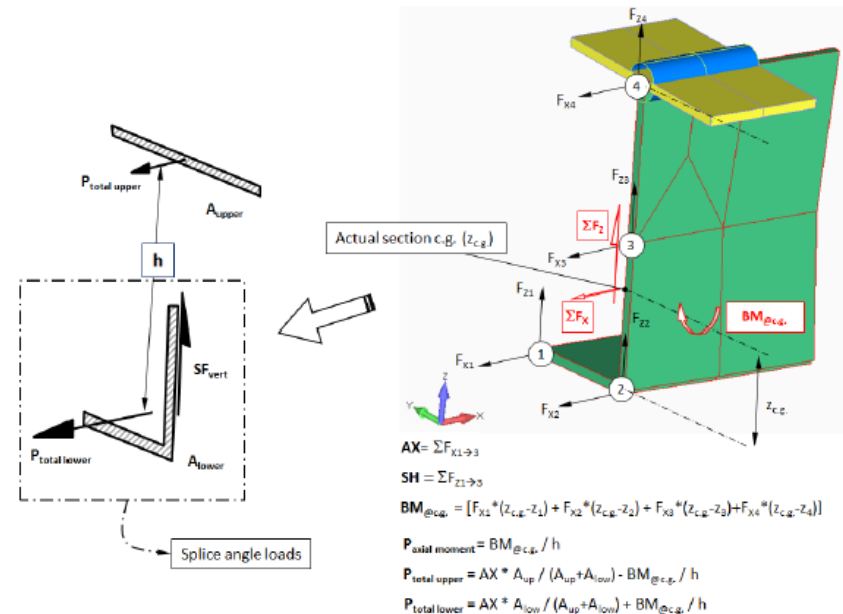 F_Z4
4
F_X4
P_total upper
A_upper
F_Z3
h
Actual section c.g. (z_c.g.)
ΣF_Z
3
F_X3
F_Z1
ΣF_X
F_Z2
BM_@c.g.
1
F_X1
SF_vert
2
F_X2
z_c.g.
Z
Y
X
P_total lower
A_lower
Splice angle loads
AX= ΣF_X1→3
SH = ΣF_Z1→3
BM_@c.g. = [F_X1*(z_c.g.-z_1) + F_X2*(z_c.g.-z_2) + F_X3*(z_c.g.-z_3)+F_X4*(z_c.g.-z_4)]
P_axial moment = BM_@c.g. / h
P_total upper = AX * A_up / (A_up+A_low) - BM_@c.g. / h
P_total lower = AX * A_low / (A_up+A_low) + BM_@c.g. / h